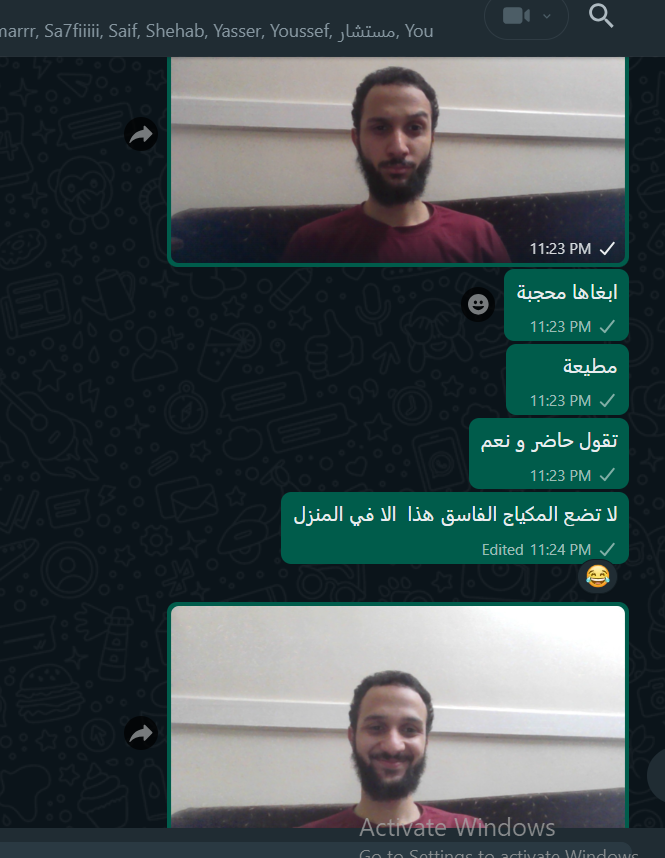 Sa7fiiiii, Saif, Shehab, Yasser, Youssef, مستشار, You
11:23 PM
ابغاها محجبة
11:23 PM
مطيعة
11:23 PM
تقول حاضر و نعم
11:23 PM
لا تضع المكياج الفاسق هذا الا في المنزل
Edited 11:24 PM
Activate Windows
Go to Settings to activate Windows